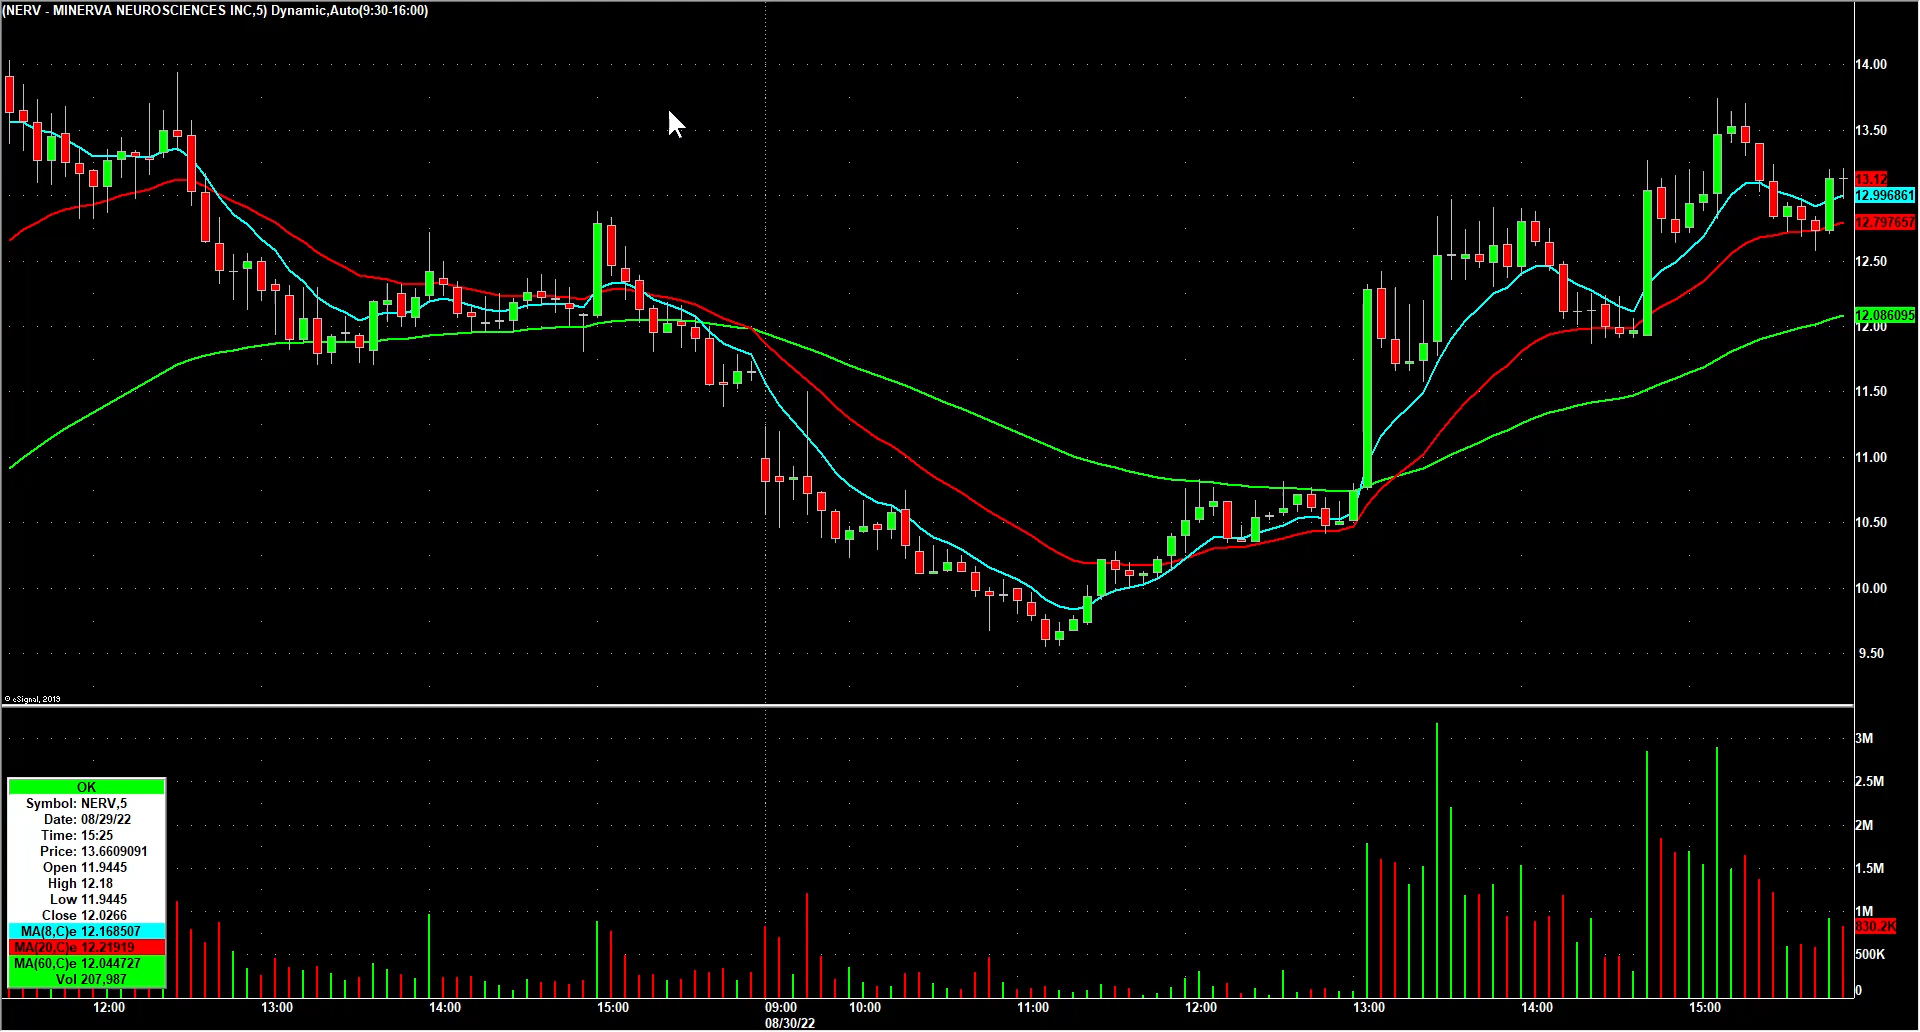 (NERV - MINERVA NEUROSCIENCES INC,5) Dynamic,Auto(9:30-16:00)
14.00
13.50
13.12
12.996861
12.797657
12.50
12.086095
12.00
11.50
11.00
10.50
10.00
9.50
© eSignal, 2019
3M
2.5M
2M
1.5M
1M
830.2K
500K
0
OK
Symbol: NERV,5
Date: 08/29/22
Time: 15:25
Price: 13.6609091
Open 11.9445
High 12.18
Low 11.9445
Close 12.0266
MA(8,C)e 12.168507
MA(20,C)e 12.21919
MA(60,C)e 12.044727
Vol 207,987
12:00 13:00 14:00 15:00 09:00 10:00 11:00 12:00 13:00 14:00 15:00
08/30/22